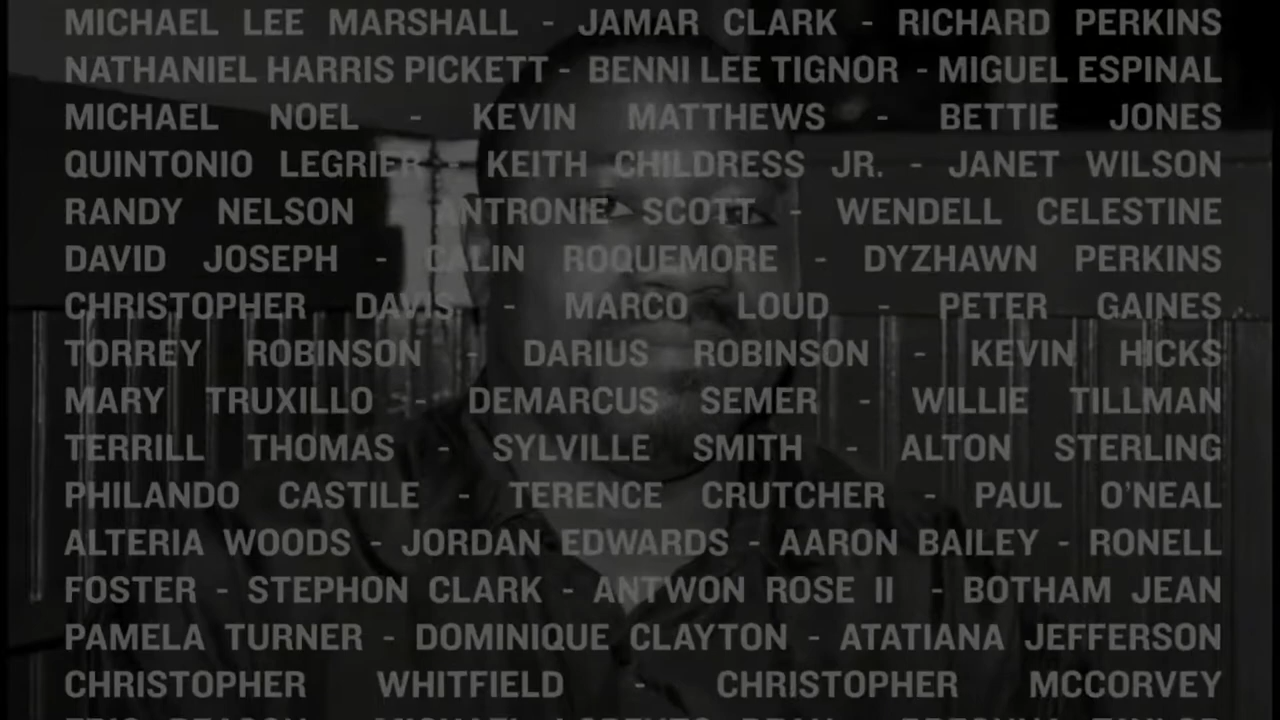 MICHAEL LEE MARSHALL - JAMAR CLARK - RICHARD PERKINS
NATHANIEL HARRIS PICKETT - BENNI LEE TIGNOR - MIGUEL ESPINAL
MICHAEL NOEL - KEVIN MATTHEWS - BETTIE JONES
QUINTONIO LEGRIER - KEITH CHILDRESS JR. - JANET WILSON
RANDY NELSON - ANTRONIE SCOTT - WENDELL CELESTINE
DAVID JOSEPH - CALIN ROQUEMORE - DYZHAWN PERKINS
CHRISTOPHER DAVIS - MARCO LOUD - PETER GAINES
TORREY ROBINSON - DARIUS ROBINSON - KEVIN HICKS
MARY TRUXILLO - DEMARCUS SEMER - WILLIE TILLMAN
TERRILL THOMAS - SYLVILLE SMITH - ALTON STERLING
PHILANDO CASTILE - TERENCE CRUTCHER - PAUL O'NEAL
ALTERIA WOODS - JORDAN EDWARDS - AARON BAILEY - RONELL
FOSTER - STEPHON CLARK - ANTWON ROSE II - BOTHAM JEAN
PAMELA TURNER - DOMINIQUE CLAYTON - ATATIANA JEFFERSON
CHRISTOPHER WHITFIELD - CHRISTOPHER MCCORVEY